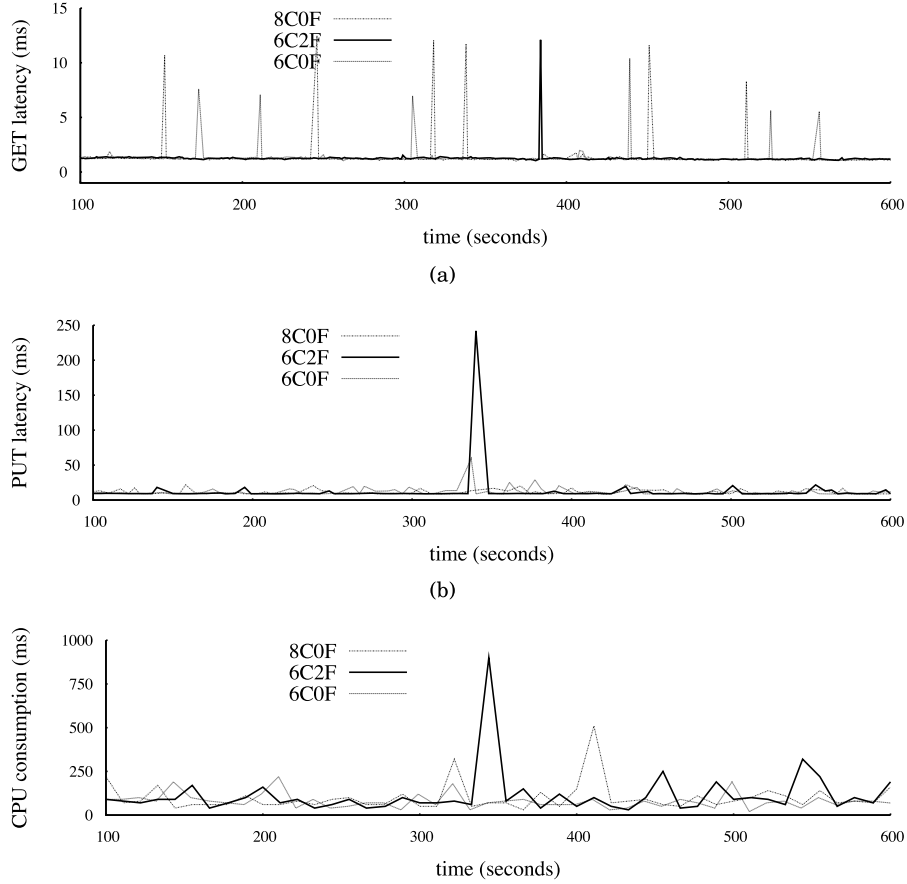 GET latency (ms)
15
10
5
0
8C0F
6C2F
6C0F
100 200 300 400 500 600
time (seconds)
(a)
PUT latency (ms)
250
200
150
100
50
0
8C0F
6C2F
6C0F
100 200 300 400 500 600
time (seconds)
(b)
CPU consumption (ms)
1000
750
500
250
0
8C0F
6C2F
6C0F
100 200 300 400 500 600
time (seconds)